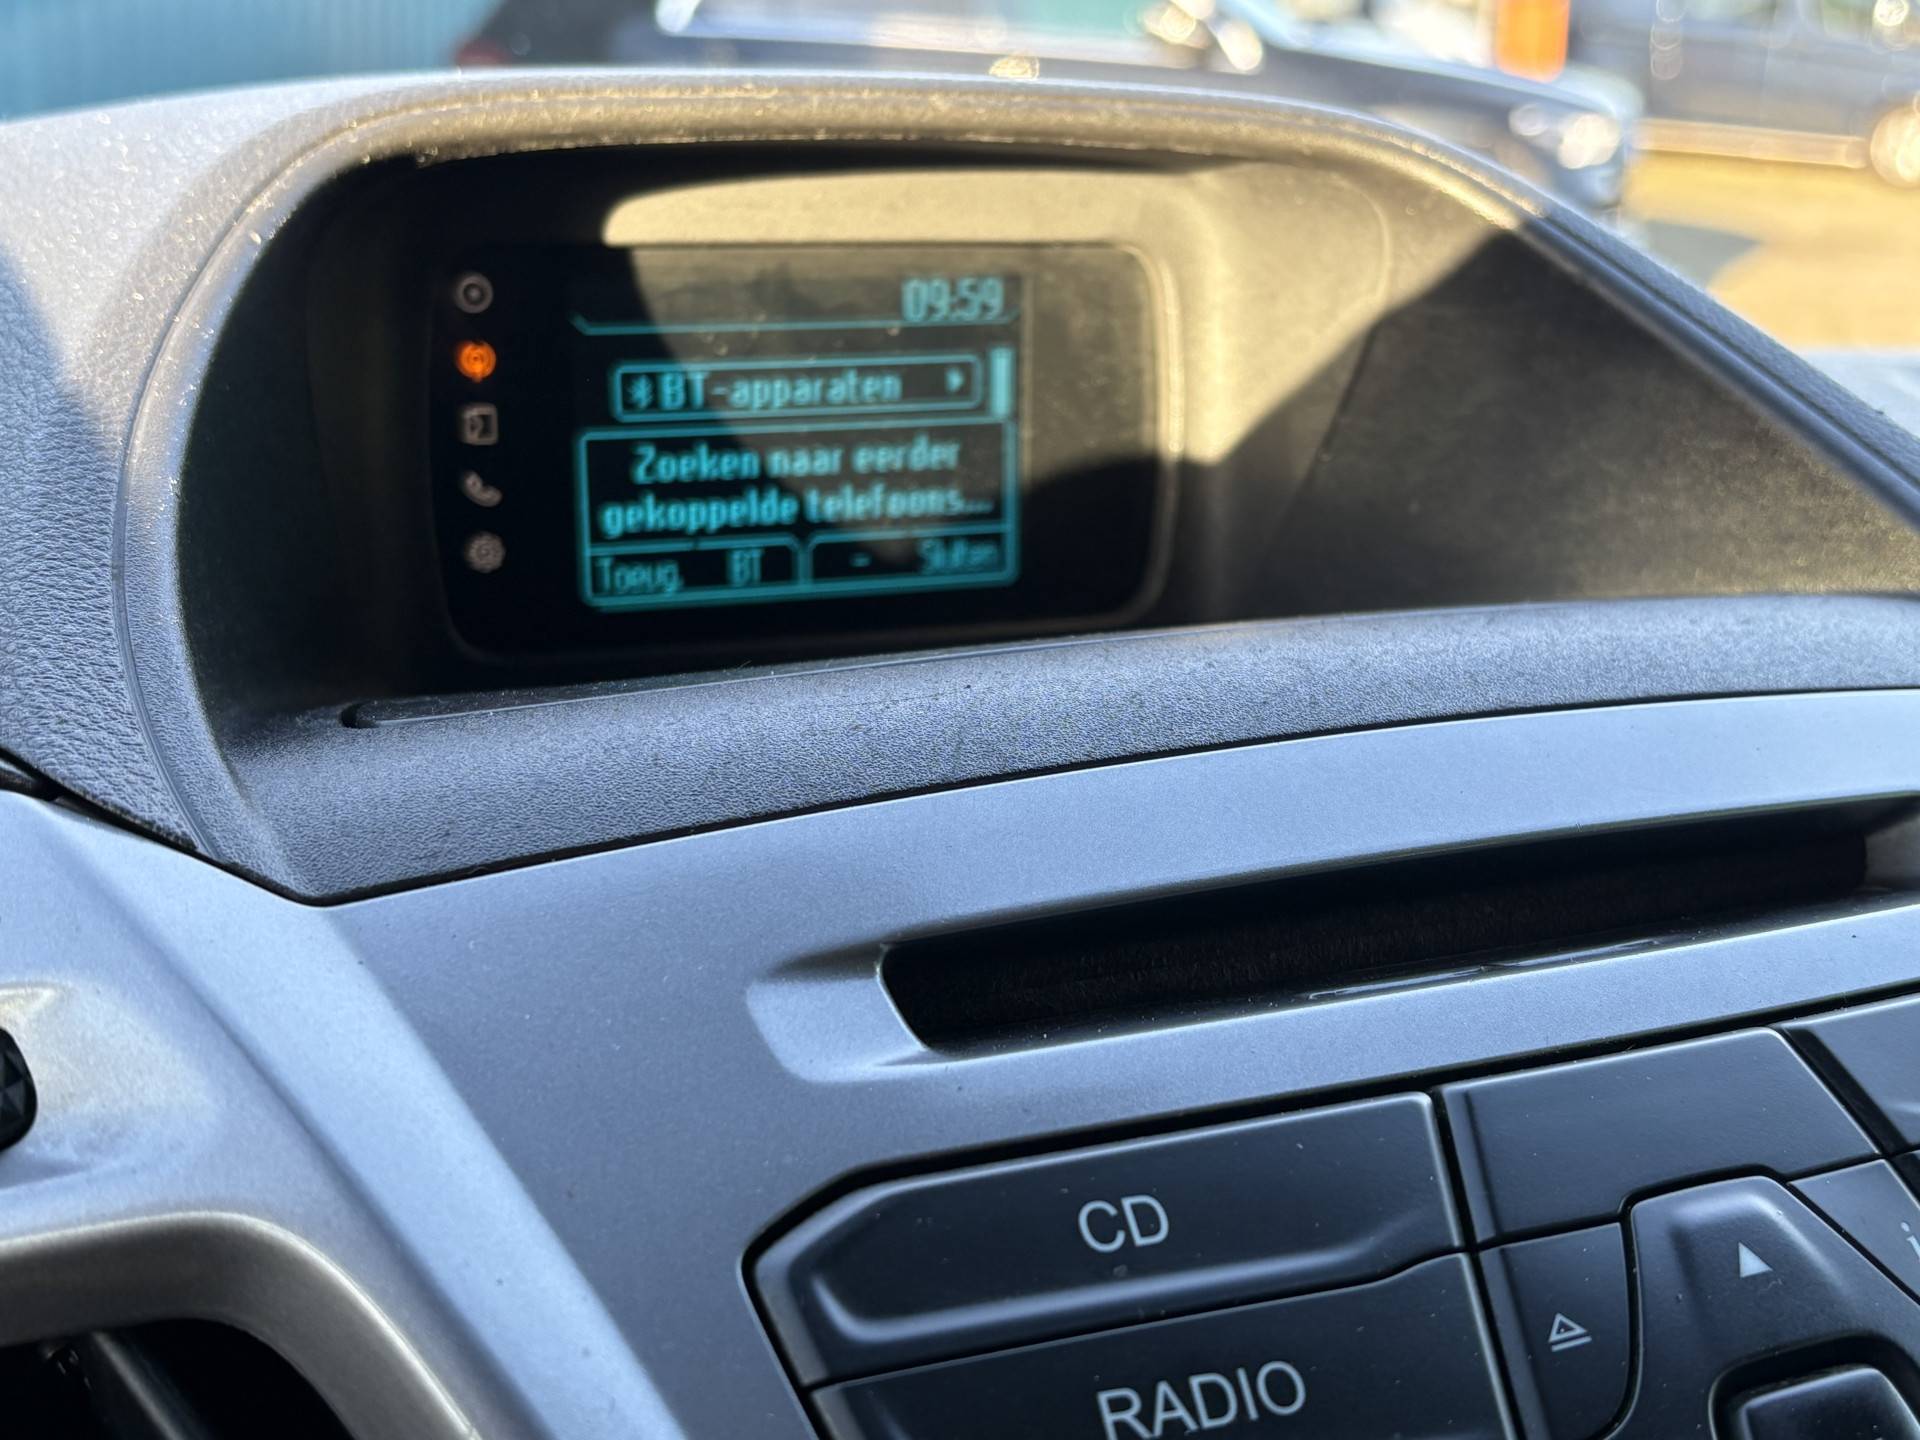 09:59
BT-apparaten
Zoeken naar eerder
gekoppelde telefoons...
Toeug. BT - Sluiten
CD
RADIO